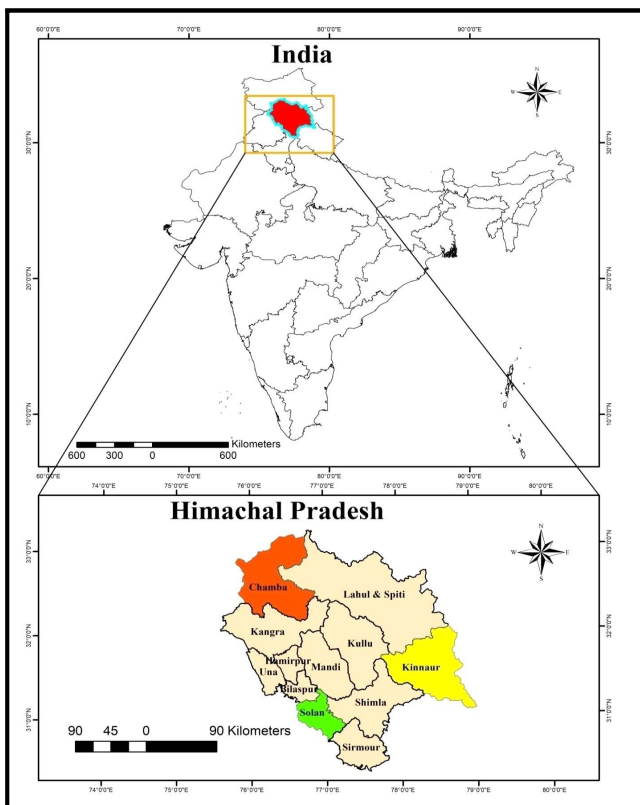 60°0'0"E 70°0'0"E 80°0'0"E 90°0'0"E
India
N
W E
S
30°0'0"N 30°0'0"N
20°0'0"N 20°0'0"N
10°0'0"N 10°0'0"N
Kilometers
600 300 0 600
60°0'0"E 70°0'0"E 80°0'0"E 90°0'0"E
74°0'0"E 75°0'0"E 76°0'0"E 77°0'0"E 78°0'0"E 79°0'0"E 80°0'0"E
Himachal Pradesh
N
W E
S
33°0'0"N 33°0'0"N
Chamba
Lahul & Spiti
32°0'0"N 32°0'0"N
Kangra
Kullu
Hamirpur
Mandi
Kinnaur
Una
Bilaspur
Shimla
Solan
31°0'0"N 31°0'0"N
90 45 0 90 Kilometers
Sirmour
74°0'0"E 75°0'0"E 76°0'0"E 77°0'0"E 78°0'0"E 79°0'0"E 80°0'0"E